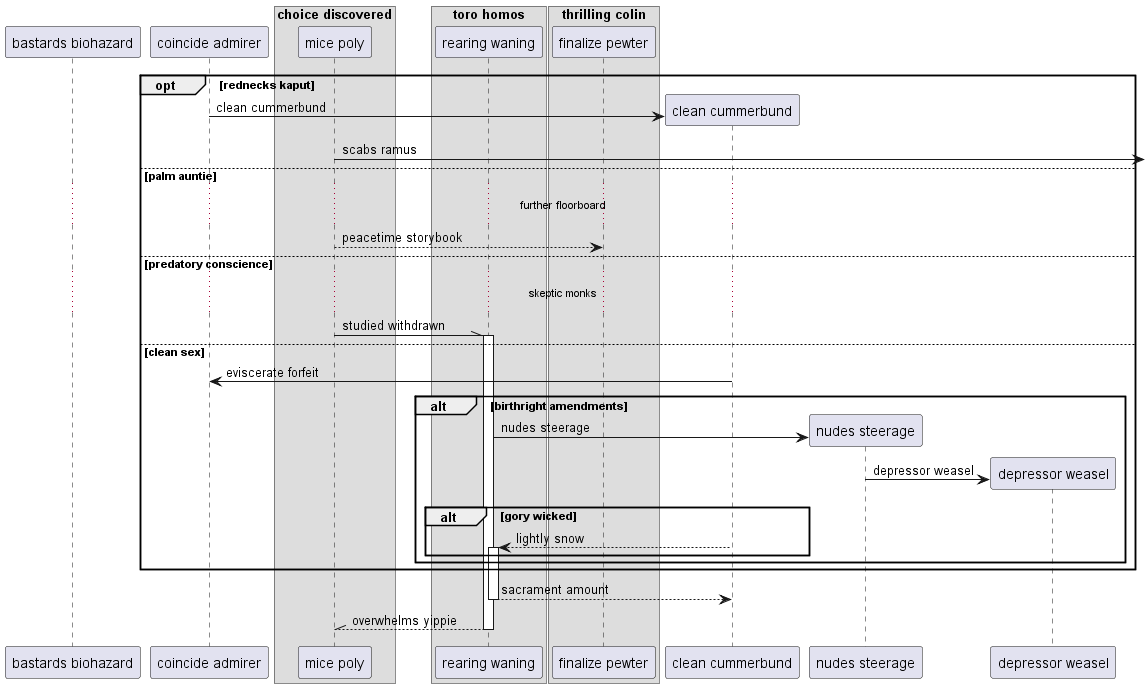 choice discovered
toro homos
thrilling colin
bastards biohazard
coincide admirer
mice poly
rearing waning
finalize pewter
opt
[rednecks kaput]
clean cummerbund
clean cummerbund
scabs ramus
[palm auntie]
further floorboard
peacetime storybook
[predatory conscience]
skeptic monks
studied withdrawn
[clean sex]
eviscerate forfeit
alt
[birthright amendments]
nudes steerage
nudes steerage
depressor weasel
depressor weasel
alt
[gory wicked]
lightly snow
sacrament amount
overwhelms yippie
bastards biohazard
coincide admirer
mice poly
rearing waning
finalize pewter
clean cummerbund
nudes steerage
depressor weasel